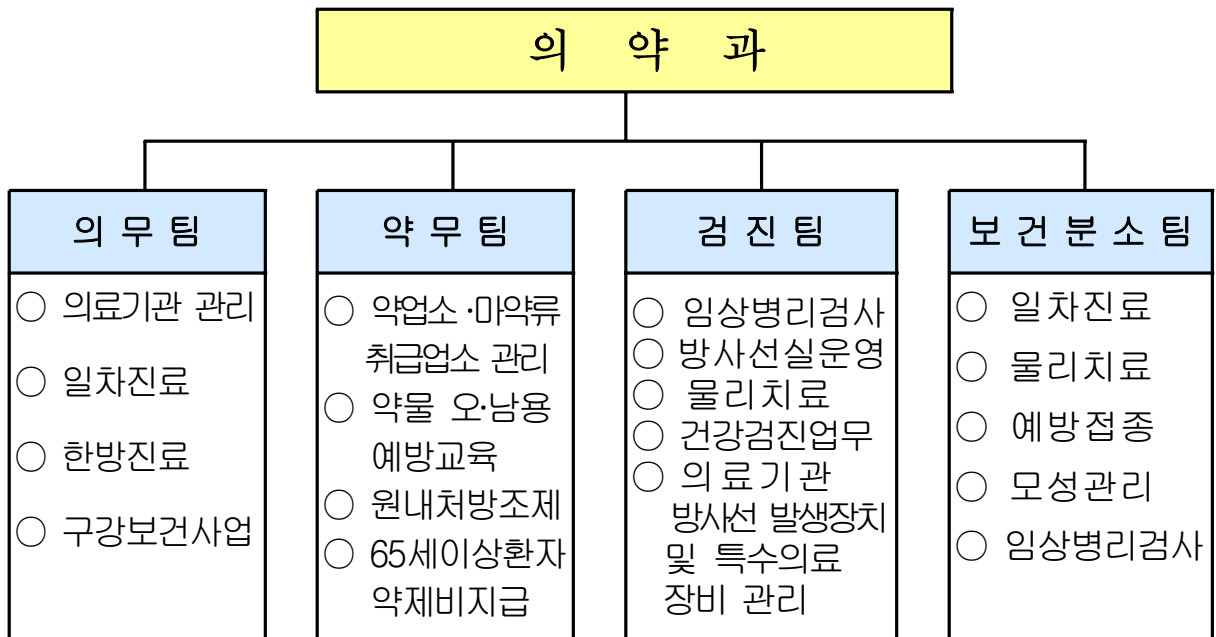 의 약 과
의 무 팀
○ 의료기관 관리
○ 일차진료
○ 한방진료
○ 구강보건사업
약 무 팀
○ 약업소·마약류
취급업소 관리
○ 약물 오·남용
예방교육
○ 원내처방조제
○ 65세이상환자
약제비지급
검 진 팀
○ 임상병리검사
○ 방사선실운영
○ 물리치료
○ 건강검진업무
○ 의료기관
방사선 발생장치
및 특수의료
장비 관리
보 건 분 소 팀
○ 일차진료
○ 물리치료
○ 예방접종
○ 모성관리
○ 임상병리검사